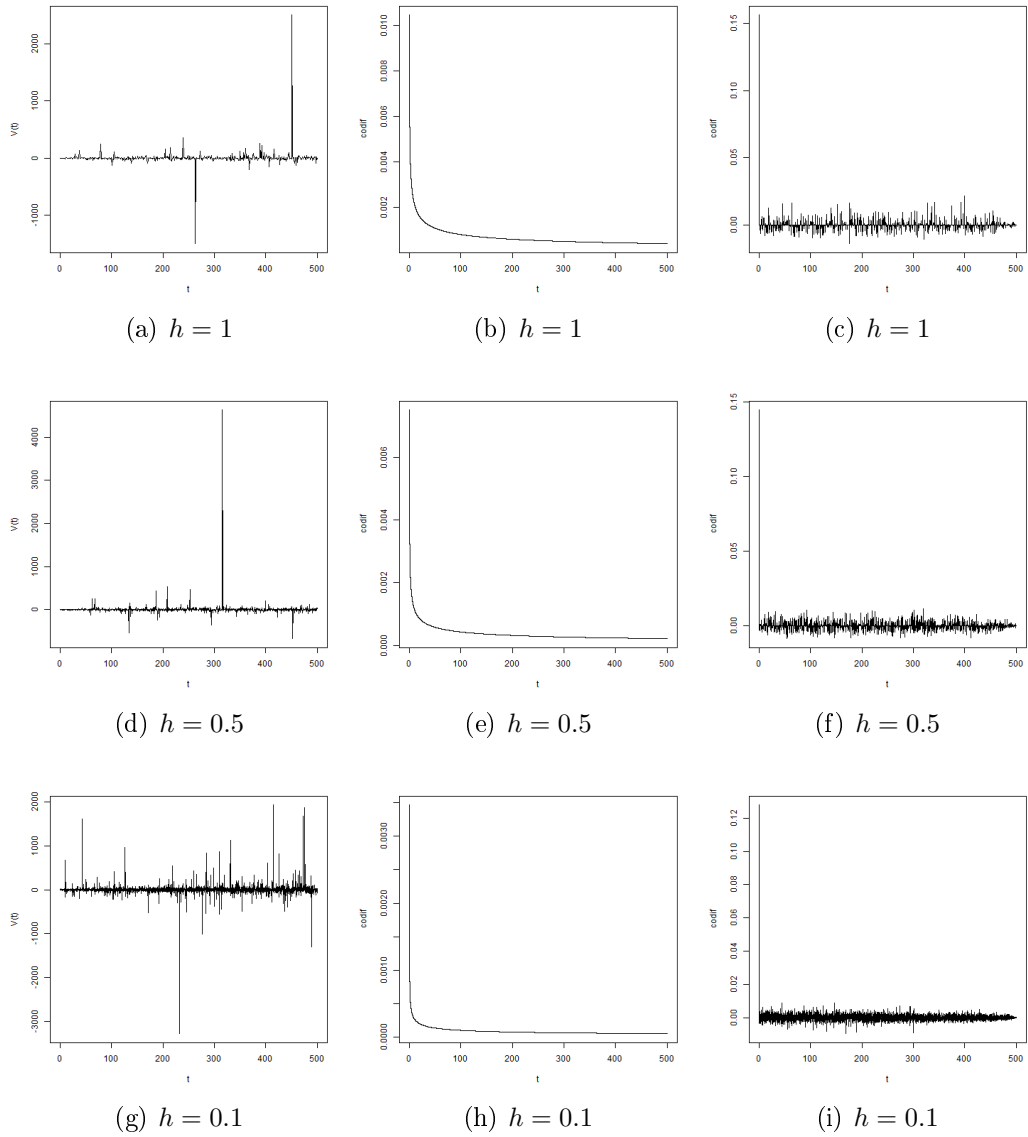 2000
1000
0
-1000
V(t)
0 100 200 300 400 500
t
(a) h = 1
0.010
0.008
0.006
0.004
0.002
codif
0 100 200 300 400 500
t
(b) h = 1
0.15
0.10
0.05
0.00
codif
0 100 200 300 400 500
t
(c) h = 1
4000
3000
2000
1000
0
V(t)
0 100 200 300 400 500
t
(d) h = 0.5
0.006
0.004
0.002
0.000
codif
0 100 200 300 400 500
t
(e) h = 0.5
0.15
0.10
0.05
0.00
codif
0 100 200 300 400 500
t
(f) h = 0.5
2000
1000
0
-1000
-3000
V(t)
0 100 200 300 400 500
t
(g) h = 0.1
0.0030
0.0020
0.0010
0.0000
codif
0 100 200 300 400 500
t
(h) h = 0.1
0.12
0.10
0.08
0.06
0.04
0.02
0.00
codif
0 100 200 300 400 500
t
(i) h = 0.1